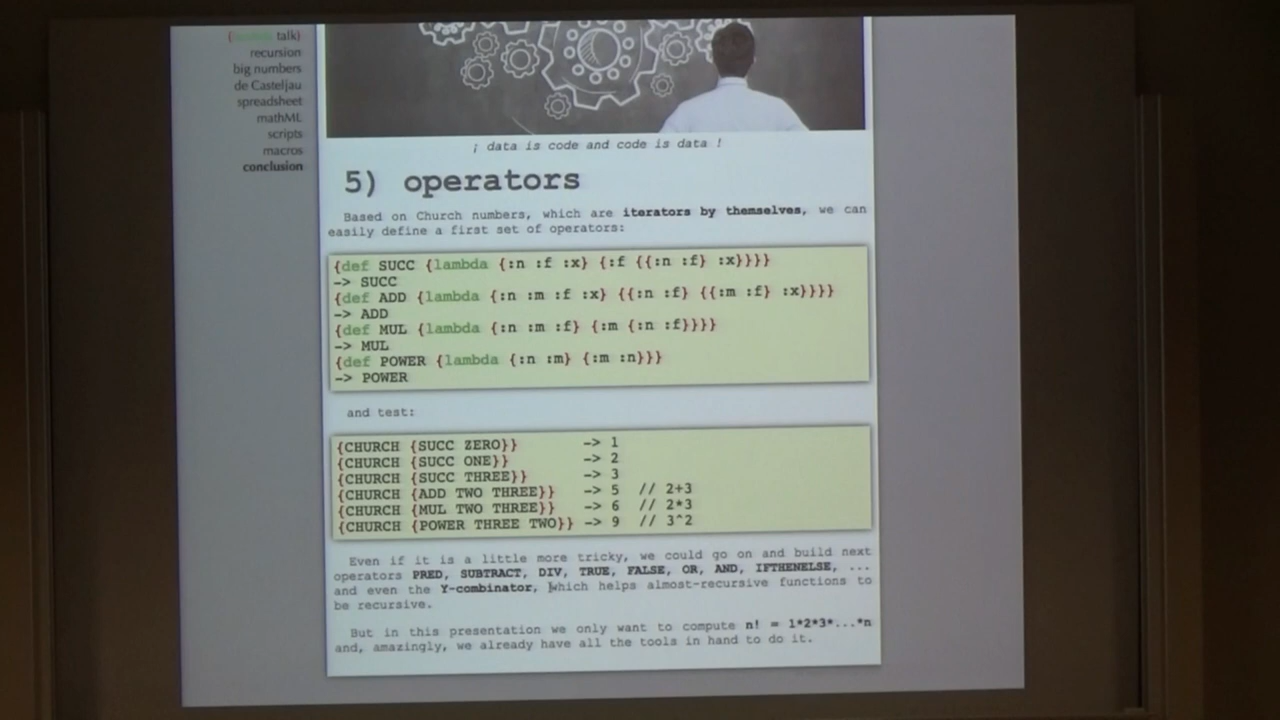 talk)
recursion
big numbers
de Casteljau
spreadsheet
mathML
scripts
macros
conclusion
¡ data is code and code is data !
5) operators
Based on Church numbers, which are iterators by themselves, we can
easily define a first set of operators:
{def SUCC {lambda {:n :f :x} {:f {{:n :f} :x}}}}
-> SUCC
{def ADD {lambda {:n :m :f :x} {{:n :f} {{:m :f} :x}}}}
-> ADD
{def MUL {lambda {:n :m :f} {:m {:n :f}}}}
-> MUL
{def POWER {lambda {:n :m} {:m :n}}}
-> POWER
and test:
{CHURCH {SUCC ZERO}} -> 1
{CHURCH {SUCC ONE}} -> 2
{CHURCH {SUCC THREE}} -> 3
{CHURCH {ADD TWO THREE}} -> 5 // 2+3
{CHURCH {MUL TWO THREE}} -> 6 // 2*3
{CHURCH {POWER THREE TWO}} -> 9 // 3^2
Even if it is a little more tricky, we could go on and build next
operators PRED, SUBTRACT, DIV, TRUE, FALSE, OR, AND, IFTHENELSE, ...
and even the Y-combinator, which helps almost-recursive functions to
be recursive.
But in this presentation we only want to compute n! = 1*2*3*...*n
and, amazingly, we already have all the tools in hand to do it.